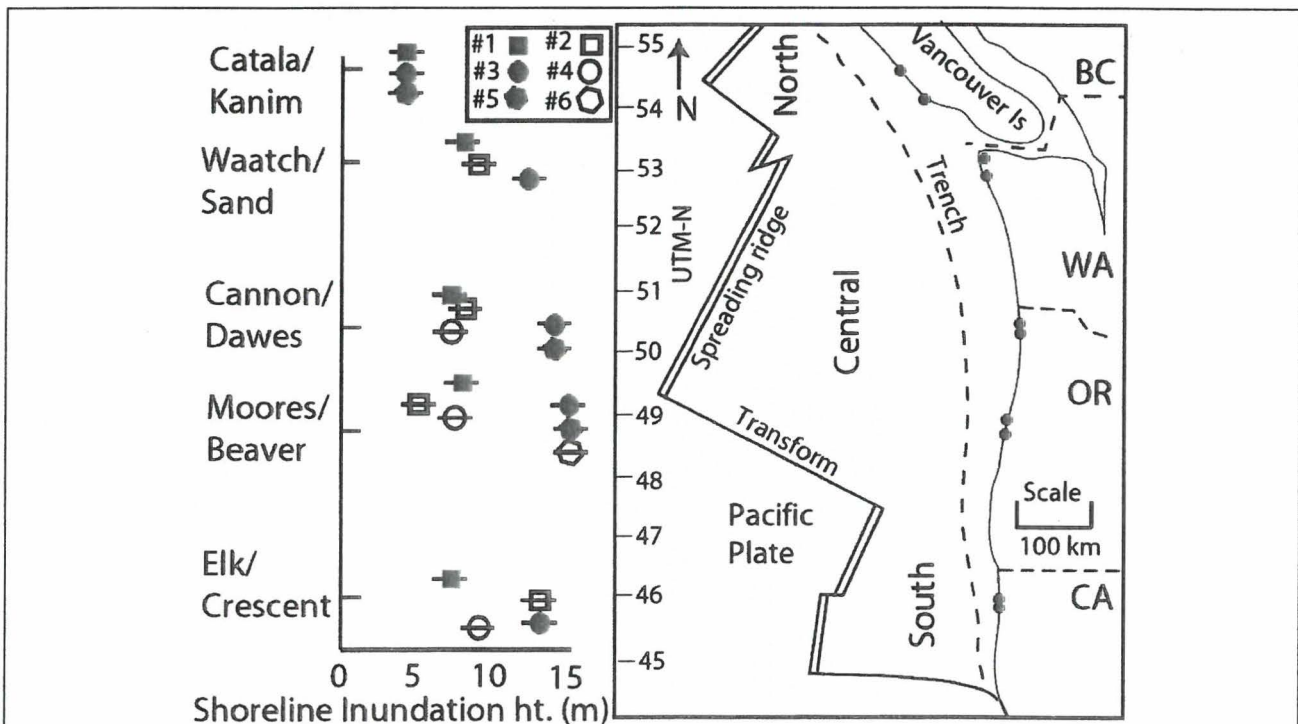 Catala/
Kanim
Waatch/
Sand
Cannon/
Dawes
Moores/
Beaver
Elk/
Crescent
0 5 10 15
Shoreline Inundation ht. (m)
#1 #2
#3 #4
#5 #6
55
54
53
52
51
50
49
48
47
46
45
UTM-N
N
North
Central
South
Spreading ridge
Transform
Trench
Pacific
Plate
Vancouver Is
BC
WA
OR
CA
Scale
100 km